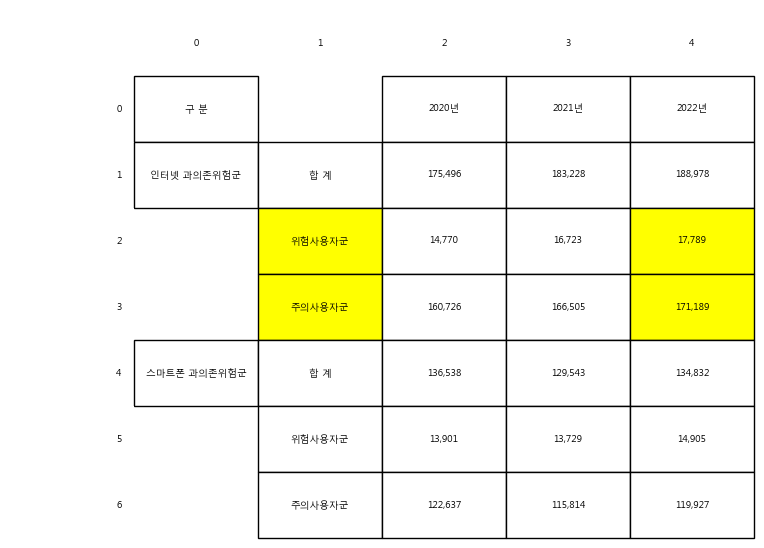 0 1 2 3 4
0 구 분 2020년 2021년 2022년
1 인터넷 과의존위험군 합 계 175,496 183,228 188,978
2 위험사용자군 14,770 16,723 17,789
3 주의사용자군 160,726 166,505 171,189
4 스마트폰 과의존위험군 합 계 136,538 129,543 134,832
5 위험사용자군 13,901 13,729 14,905
6 주의사용자군 122,637 115,814 119,927